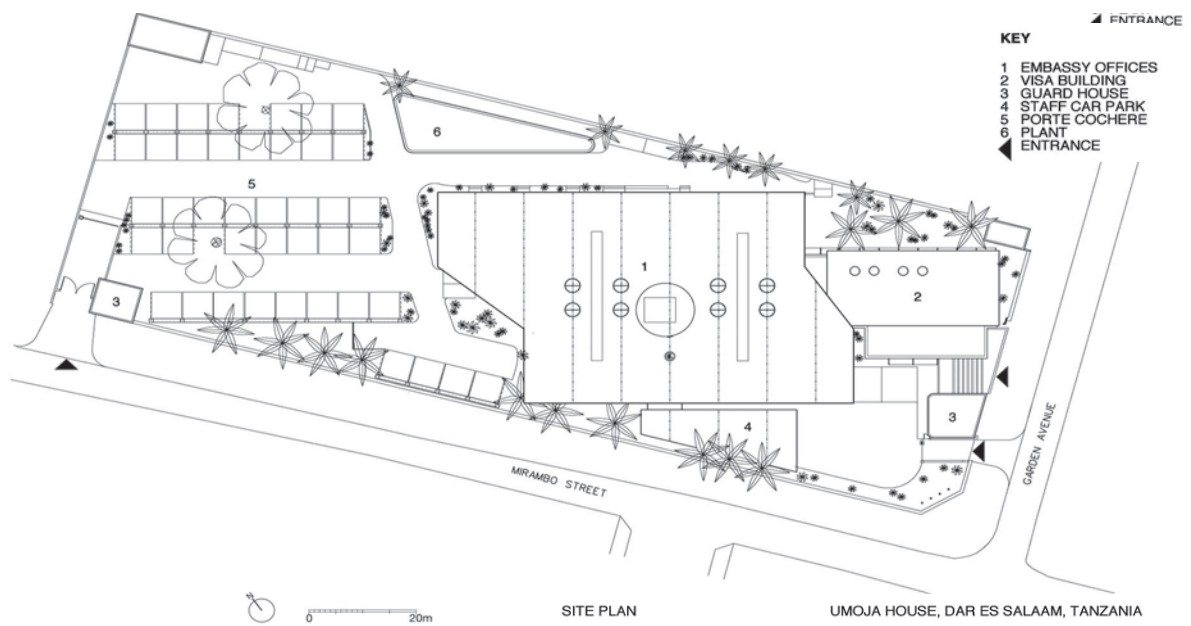 ENTRANCE
KEY
1 EMBASSY OFFICES
2 VISA BUILDING
3 GUARD HOUSE
4 STAFF CAR PARK
5 PORTE COCHERE
6 PLANT
ENTRANCE
6
5
1
2
3
3
4
MIRAMBO STREET
GARDEN AVENUE
N
0 20m
SITE PLAN
UMOJA HOUSE, DAR ES SALAAM, TANZANIA